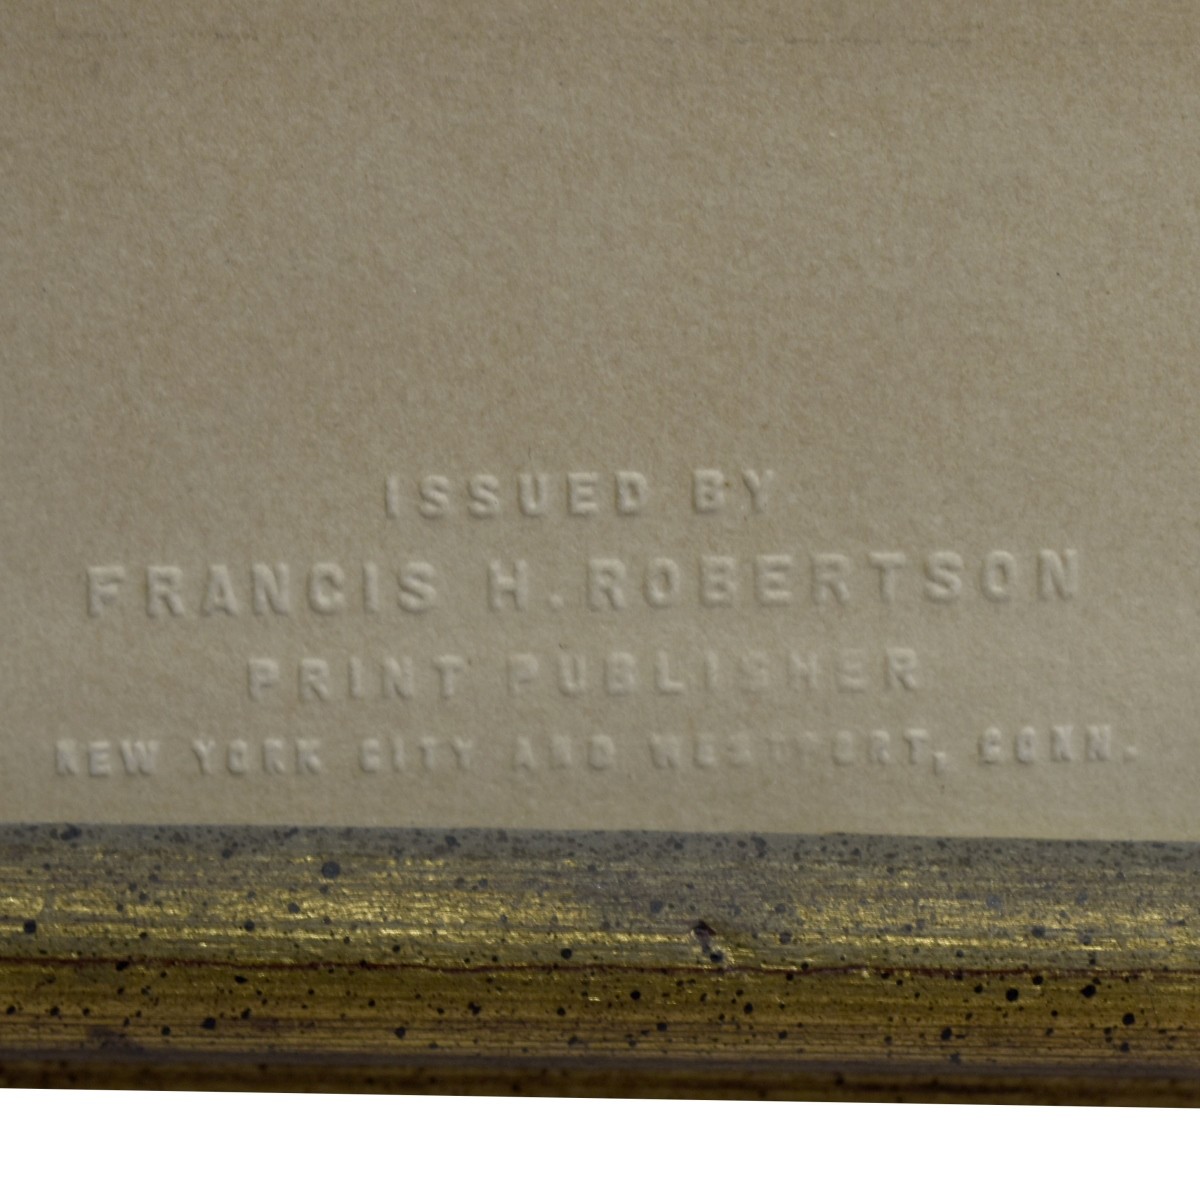 ISSUED BY
FRANCIS H. ROBERTSON
PRINT PUBLISHER
NEW YORK CITY AND WESTPORT, CONN.